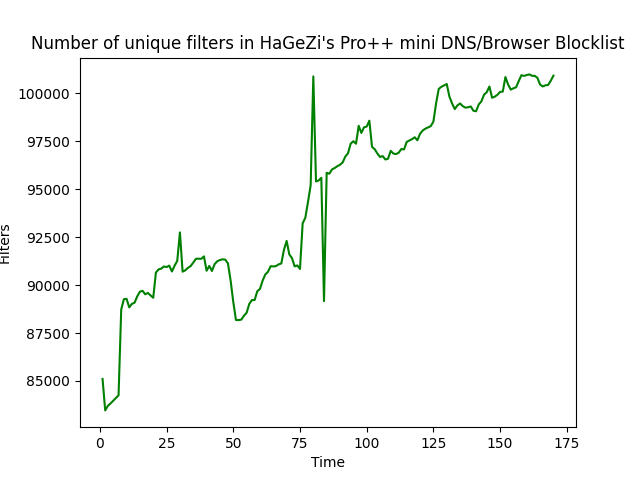 Number of unique filters in HaGeZi's Pro++ mini DNS/Browser Blocklist
100000
97500
95000
92500
90000
87500
85000
Filters
0 25 50 75 100 125 150 175
Time